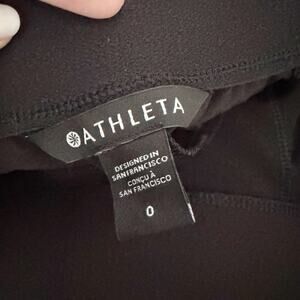 ATHLETA
DESIGNED IN
SAN FRANCISCO
CONÇU À
SAN FRANCISCO
0